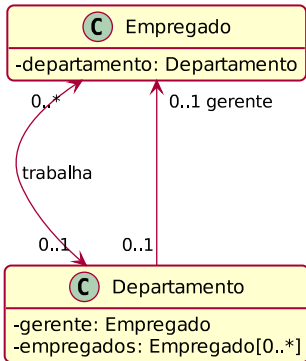 C Empregado
-departamento: Departamento
0..*
0..1 gerente
trabalha
0..1
0..1
C Departamento
-gerente: Empregado
-empregados: Empregado[0..*]